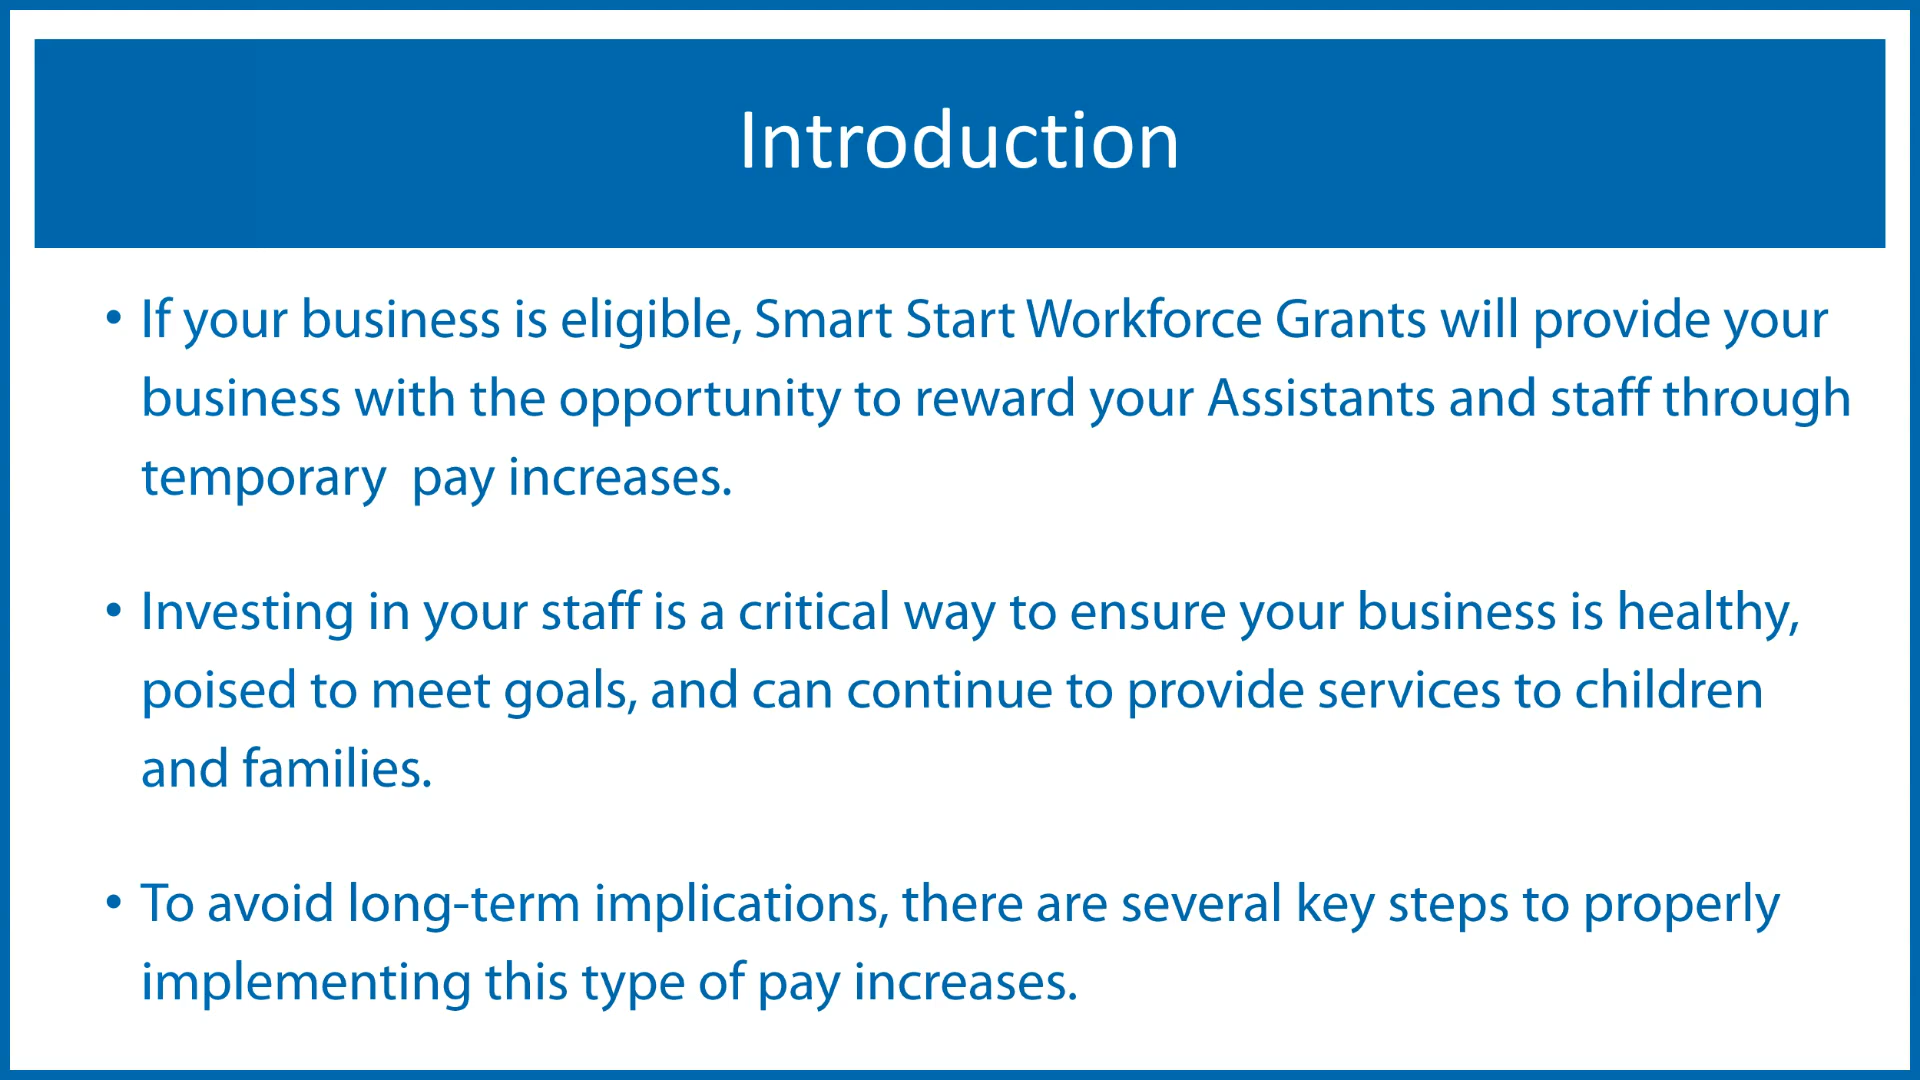 Introduction
• If your business is eligible, Smart Start Workforce Grants will provide your
business with the opportunity to reward your Assistants and staff through
temporary  pay increases.
• Investing in your staff is a critical way to ensure your business is healthy,
poised to meet goals, and can continue to provide services to children
and families.
• To avoid long-term implications, there are several key steps to properly
implementing this type of pay increases.